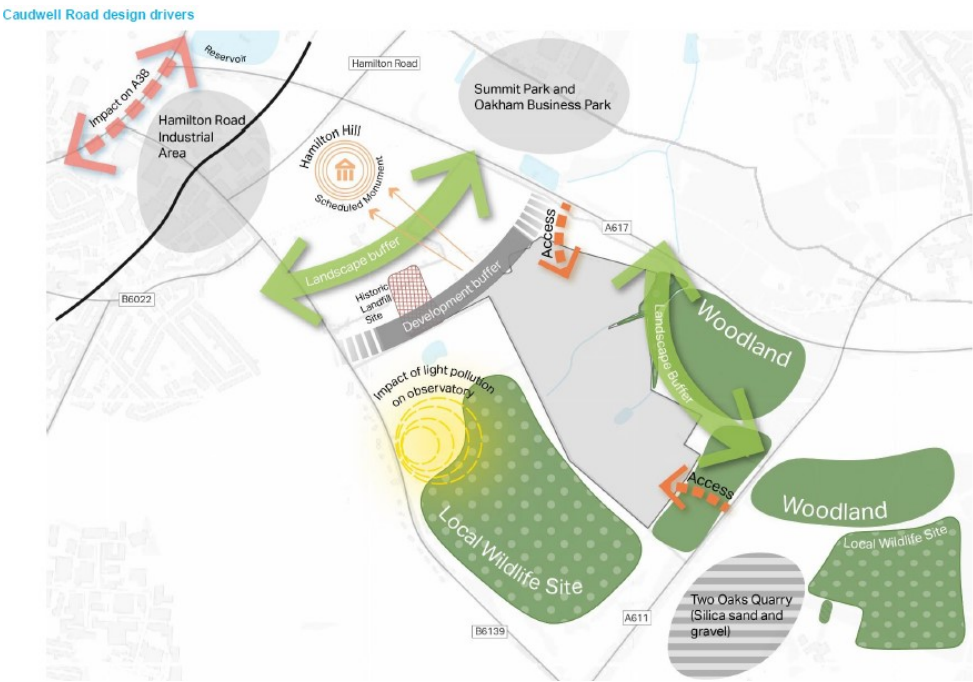 Caudwell Road design drivers
Reservoir
Hamilton Road
Impact on A38
Summit Park and
Oakham Business Park
Hamilton Road
Industrial
Area
Hamilton Hill
Scheduled Monument
Access
A617
Landscape buffer
B6022
Historic
Landfill
Site
Development buffer
Landscape Buffer
Woodland
Impact of light pollution
on observatory
Access
Woodland
Local Wildlife Site
Local Wildlife Site
Two Oaks Quarry
(Silica sand and
gravel)
A611
B6139